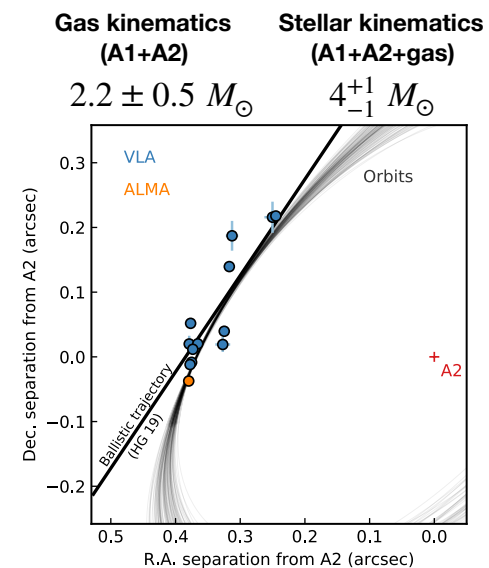 Gas kinematics
(A1+A2)
2.2 ± 0.5 M☉
Stellar kinematics
(A1+A2+gas)
4+1−1 M☉
VLA
ALMA
Orbits
A2
Ballistic trajectory
(HG 19)
Dec. separation from A2 (arcsec)
0.3
0.2
0.1
0.0
−0.1
−0.2
0.5 0.4 0.3 0.2 0.1 0.0
R.A. separation from A2 (arcsec)